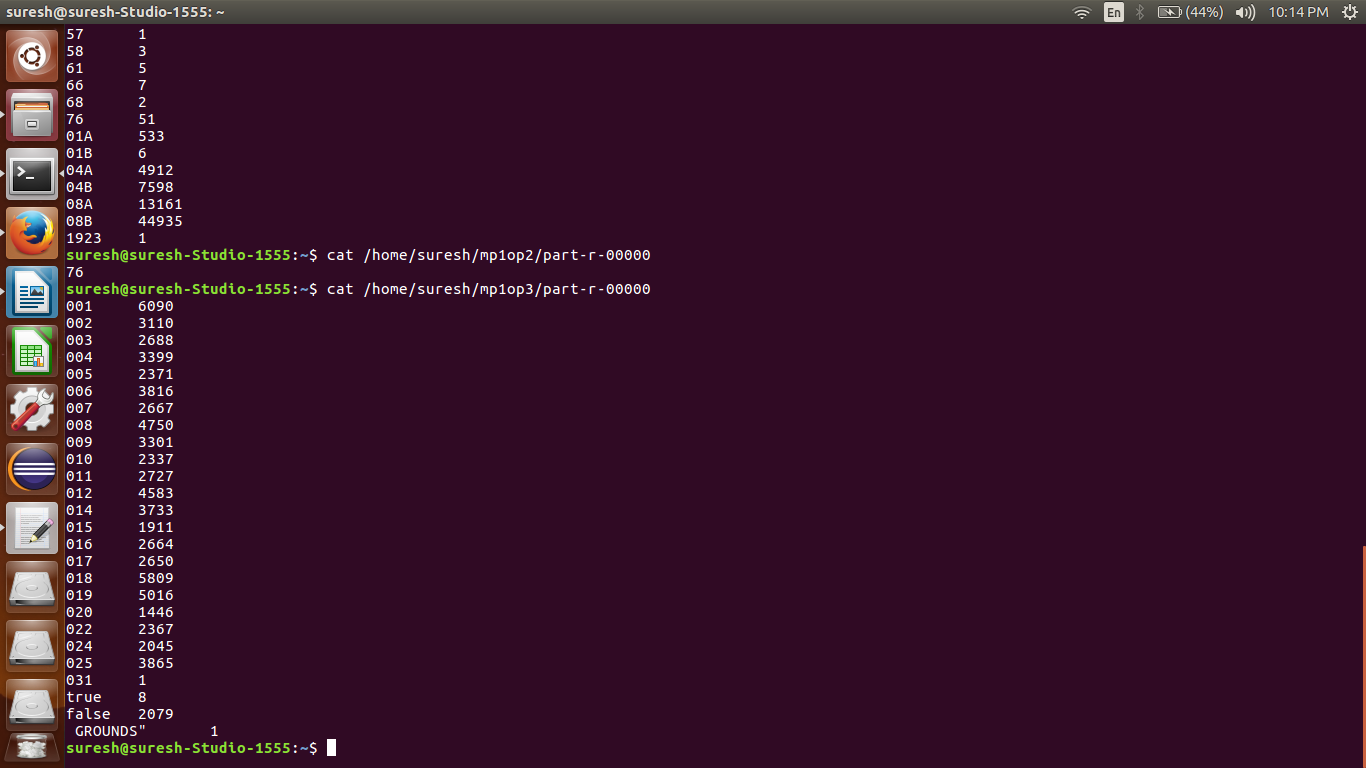 suresh@suresh-Studio-1555: ~ En (44%) 10:14 PM
57 1
58 3
61 5
66 7
68 2
76 51
01A 533
01B 6
04A 4912
04B 7598
08A 13161
08B 44935
1923 1
suresh@suresh-Studio-1555:~$ cat /home/suresh/mp1op2/part-r-00000
76
suresh@suresh-Studio-1555:~$ cat /home/suresh/mp1op3/part-r-00000
001 6090
002 3110
003 2688
004 3399
005 2371
006 3816
007 2667
008 4750
009 3301
010 2337
011 2727
012 4583
014 3733
015 1911
016 2664
017 2650
018 5809
019 5016
020 1446
022 2367
024 2045
025 3865
031 1
true 8
false 2079
GROUNDS" 1
suresh@suresh-Studio-1555:~$